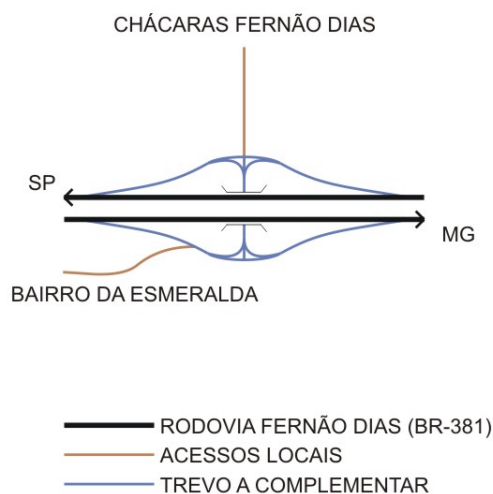 CHÁCARAS FERNÃO DIAS
SP
MG
BAIRRO DA ESMERALDA
RODOVIA FERNÃO DIAS (BR-381)
ACESSOS LOCAIS
TREVO A COMPLEMENTAR